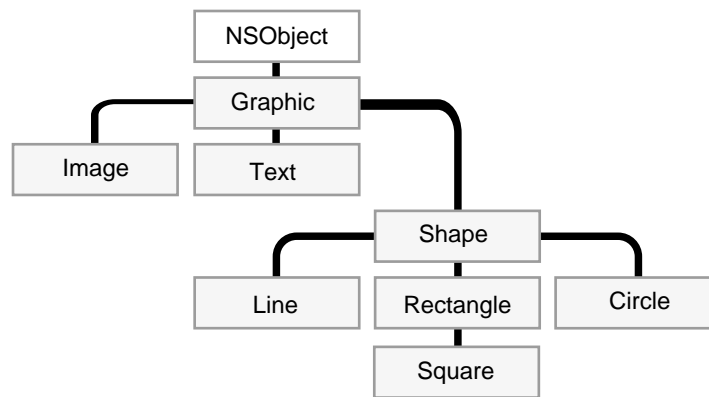 NSObject
Graphic
Image
Text
Shape
Line
Rectangle
Circle
Square